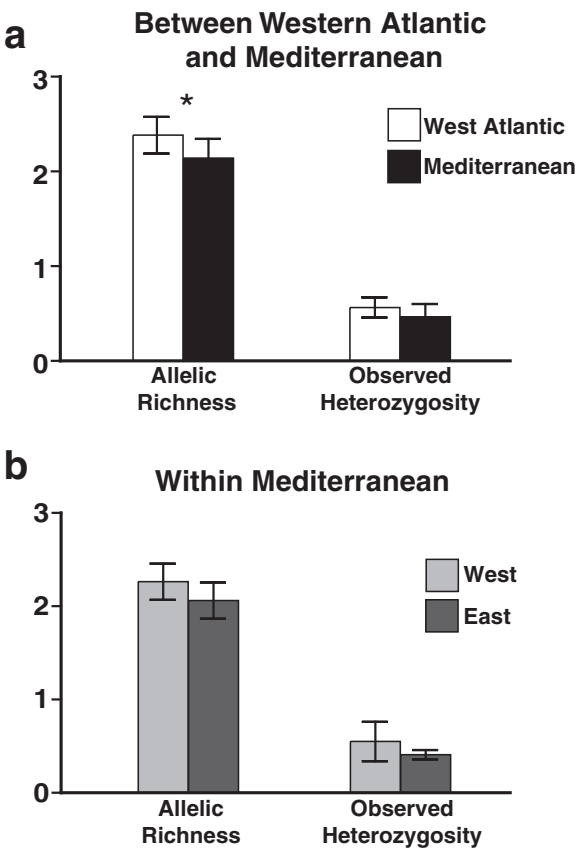 a
Between Western Atlantic
and Mediterranean
3
*
West Atlantic
Mediterranean
2
1
0
Allelic
Richness
Observed
Heterozygosity
b
Within Mediterranean
3
West
East
2
1
0
Allelic
Richness
Observed
Heterozygosity